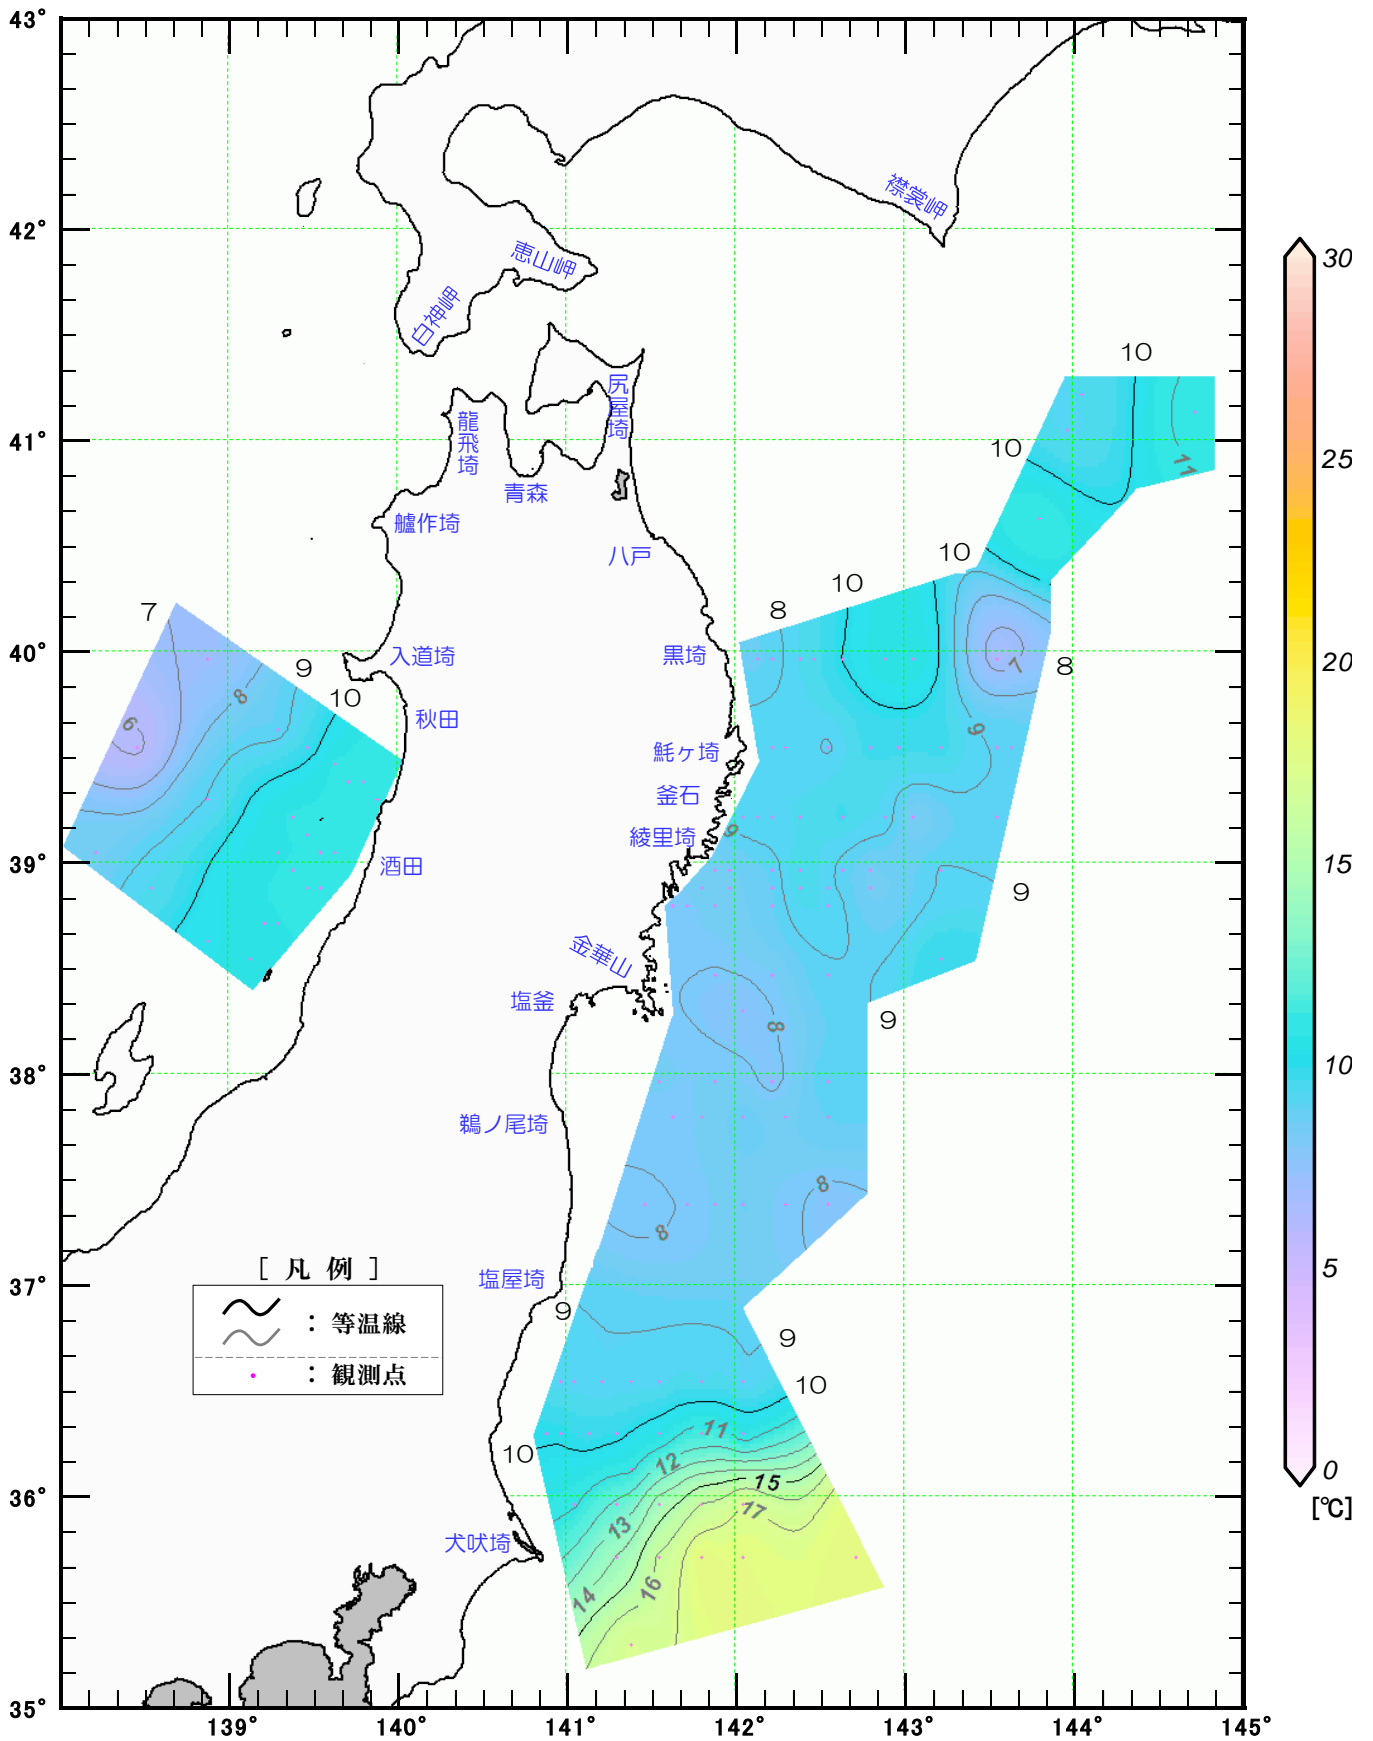 43°
42°
41°
40°
39°
38°
37°
36°
35°
139°
140°
141°
142°
143°
144°
145°
襟裳岬
恵山岬
白神岬
尻屋埼
龍飛埼
青森
艫作埼
八戸
入道埼
黒埼
秋田
魹ヶ埼
釜石
綾里埼
酒田
金華山
塩釜
鵜ノ尾埼
塩屋埼
犬吠埼
10
10
11
10
10
8
7
8
9
9
9
9
8
8
8
9
9
10
10
11
12
13
14
15
16
17
7
6
8
9
10
[ 凡 例 ]
: 等温線
: 観測点
30
25
20
15
10
5
0
[℃]